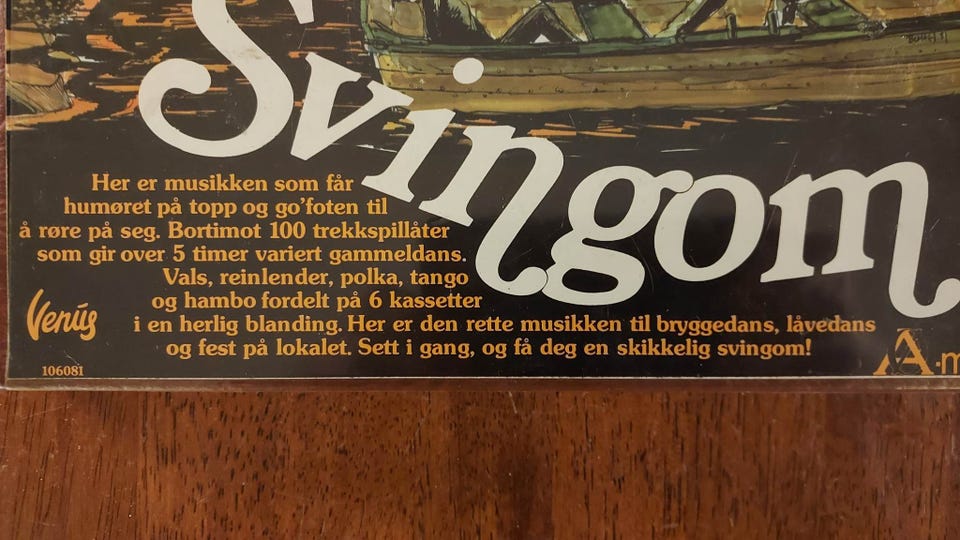 Svingom
Her er musikken som får
humøret på topp og go'foten til
å røre på seg. Bortimot 100 trekkspillåter
som gir over 5 timer variert gammeldans.
Vals, reinlender, polka, tango
og hambo fordelt på 6 kassetter
i en herlig blanding. Her er den rette musikken til bryggedans, låvedans
og fest på lokalet. Sett i gang, og få deg en skikkelig svingom!
Venús
106081